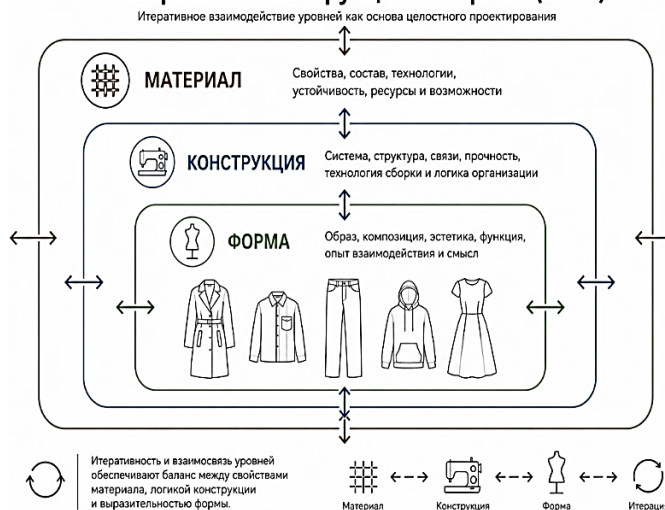 Итеративное взаимодействие уровней как основа целостного проектирования
МАТЕРИАЛ
Свойства, состав, технологии,
устойчивость, ресурсы и возможности
КОНСТРУКЦИЯ
Система, структура, связи, прочность,
технология сборки и логика организации
ФОРМА
Образ, композиция, эстетика, функция,
опыт взаимодействия и смысл
Итеративность и взаимосвязь уровней
обеспечивают баланс между свойствами
материала, логикой конструкции
и выразительностью формы.
Материал
Конструкция
Форма